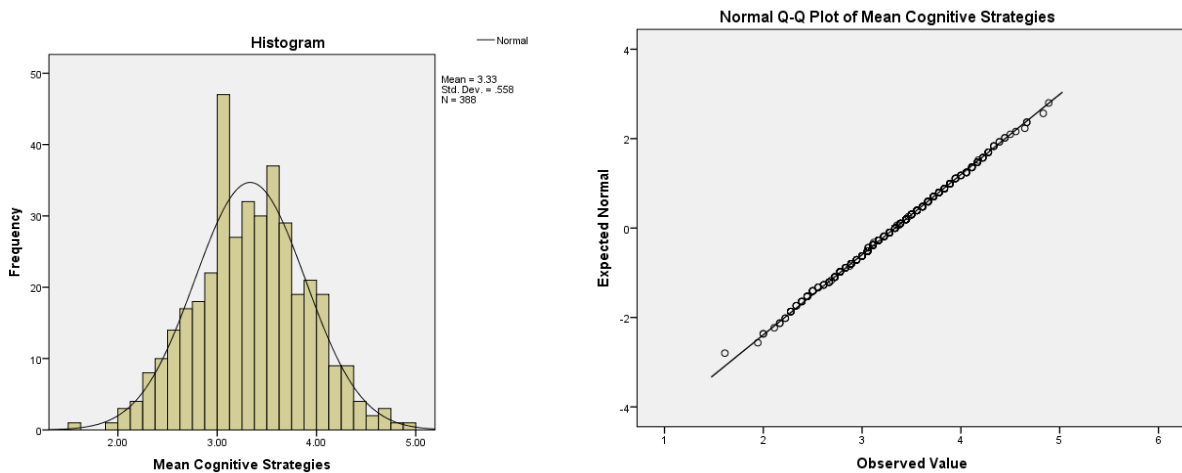 Histogram
Normal
Mean = 3.33
Std. Dev. = .558
N = 388
50
40
30
20
10
0
Frequency
2.00 3.00 4.00 5.00
Mean Cognitive Strategies
Normal Q-Q Plot of Mean Cognitive Strategies
4
2
0
-2
-4
Expected Normal
1 2 3 4 5 6
Observed Value